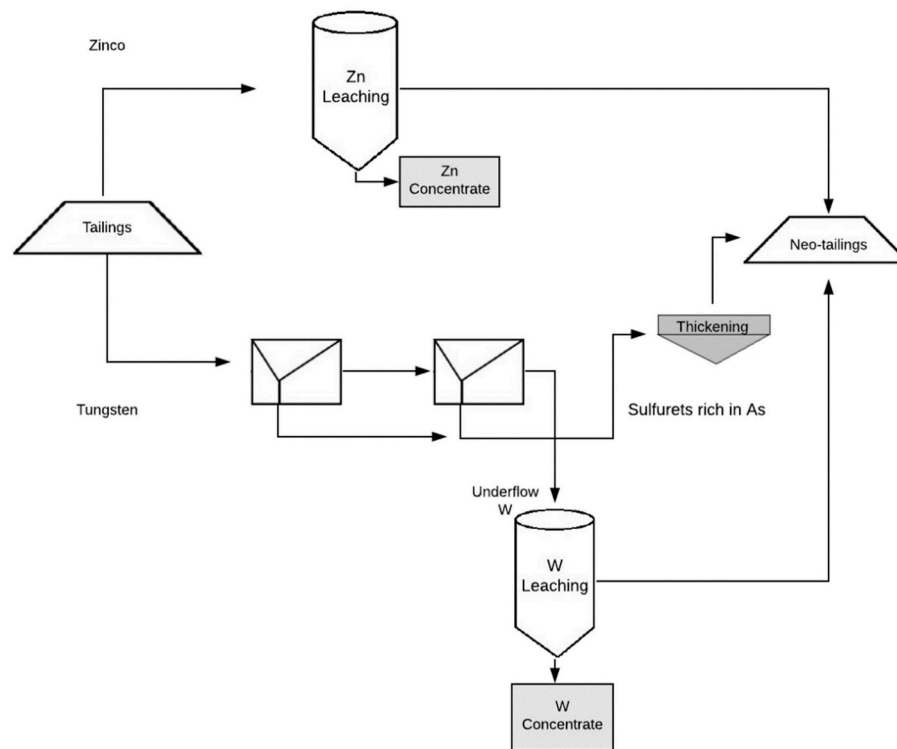 Zinco
Zn
Leaching
Zn
Concentrate
Tailings
Neo-tailings
Thickening
Tungsten
Sulfurets rich in As
Underflow
W
W
Leaching
W
Concentrate